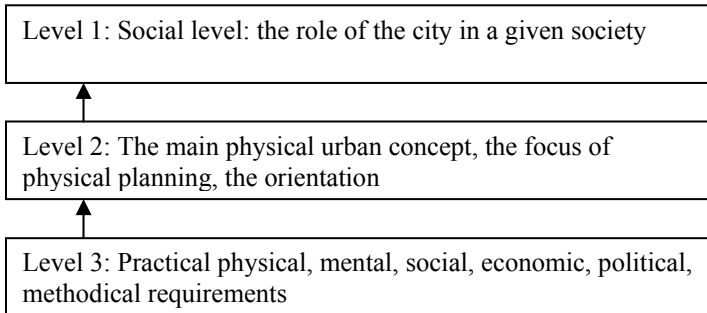 Level 1: Social level: the role of the city in a given society
Level 2: The main physical urban concept, the focus of
physical planning, the orientation
Level 3: Practical physical, mental, social, economic, political,
methodical requirements